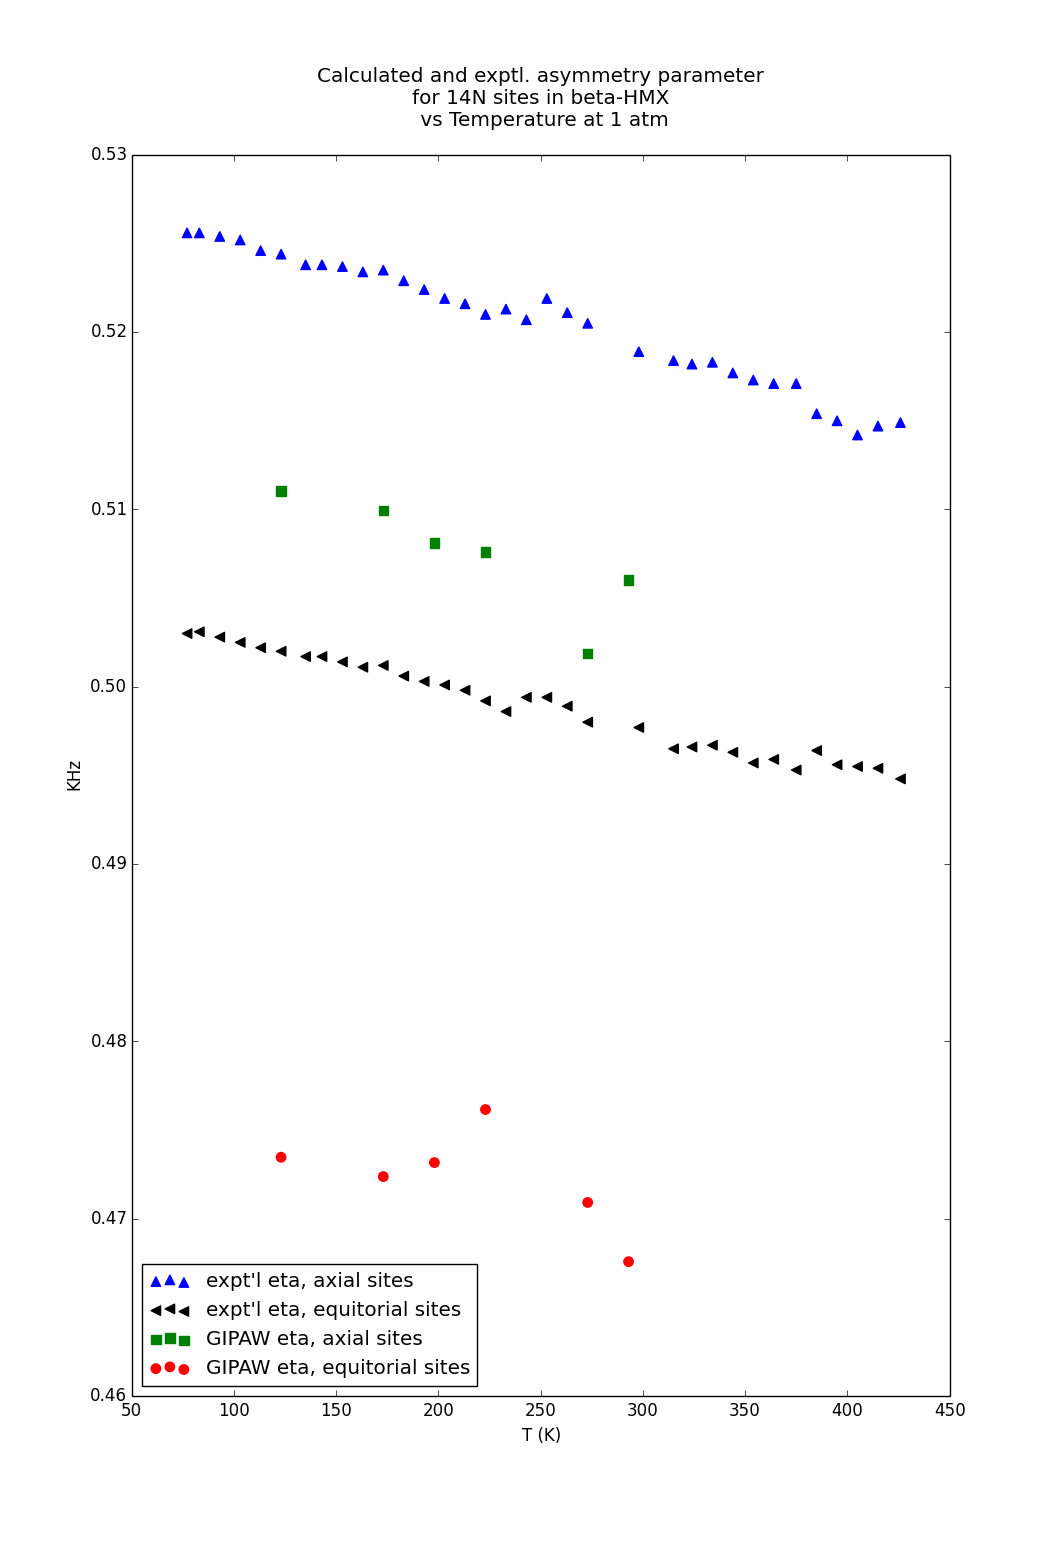 Calculated and exptl. asymmetry parameter
for 14N sites in beta-HMX
vs Temperature at 1 atm
0.53
0.52
0.51
0.50
KHz
0.49
0.48
0.47
0.46
expt'l eta, axial sites
expt'l eta, equitorial sites
GIPAW eta, axial sites
GIPAW eta, equitorial sites
50 100 150 200 250 300 350 400 450
T (K)